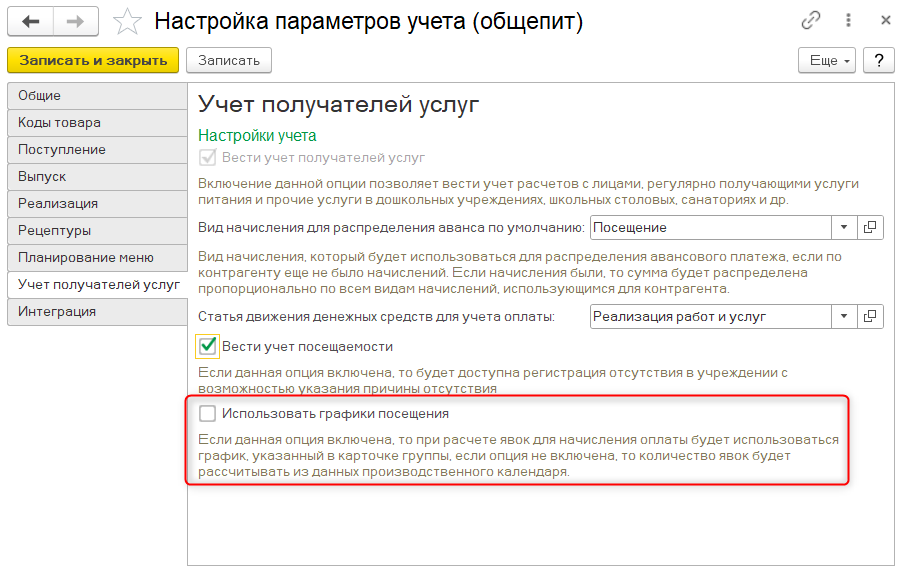 Настройка параметров учета (общепит)
Записать и закрыть
Записать
Еще
?
Общие
Коды товара
Поступление
Выпуск
Реализация
Рецептуры
Планирование меню
Учет получателей услуг
Интеграция
Учет получателей услуг
Настройки учета
Вести учет получателей услуг
Включение данной опции позволяет вести учет расчетов с лицами, регулярно получающими услуги
питания и прочие услуги в дошкольных учреждениях, школьных столовых, санаториях и др.
Вид начисления для распределения аванса по умолчанию: Посещение
Вид начисления, который будет использоваться для распределения авансового платежа, если по
контрагенту еще не было начислений. Если начисления были, то сумма будет распределена
пропорционально по всем видам начислений, использующимся для контрагента.
Статья движения денежных средств для учета оплаты: Реализация работ и услуг
Вести учет посещаемости
Если данная опция включена, то будет доступна регистрация отсутствия в учреждении с
возможностью указания причины отсутствия
Использовать графики посещения
Если данная опция включена, то при расчете явок для начисления оплаты будет использоваться
график, указанный в карточке группы, если опция не включена, то количество явок будет
рассчитывать из данных производственного календаря.